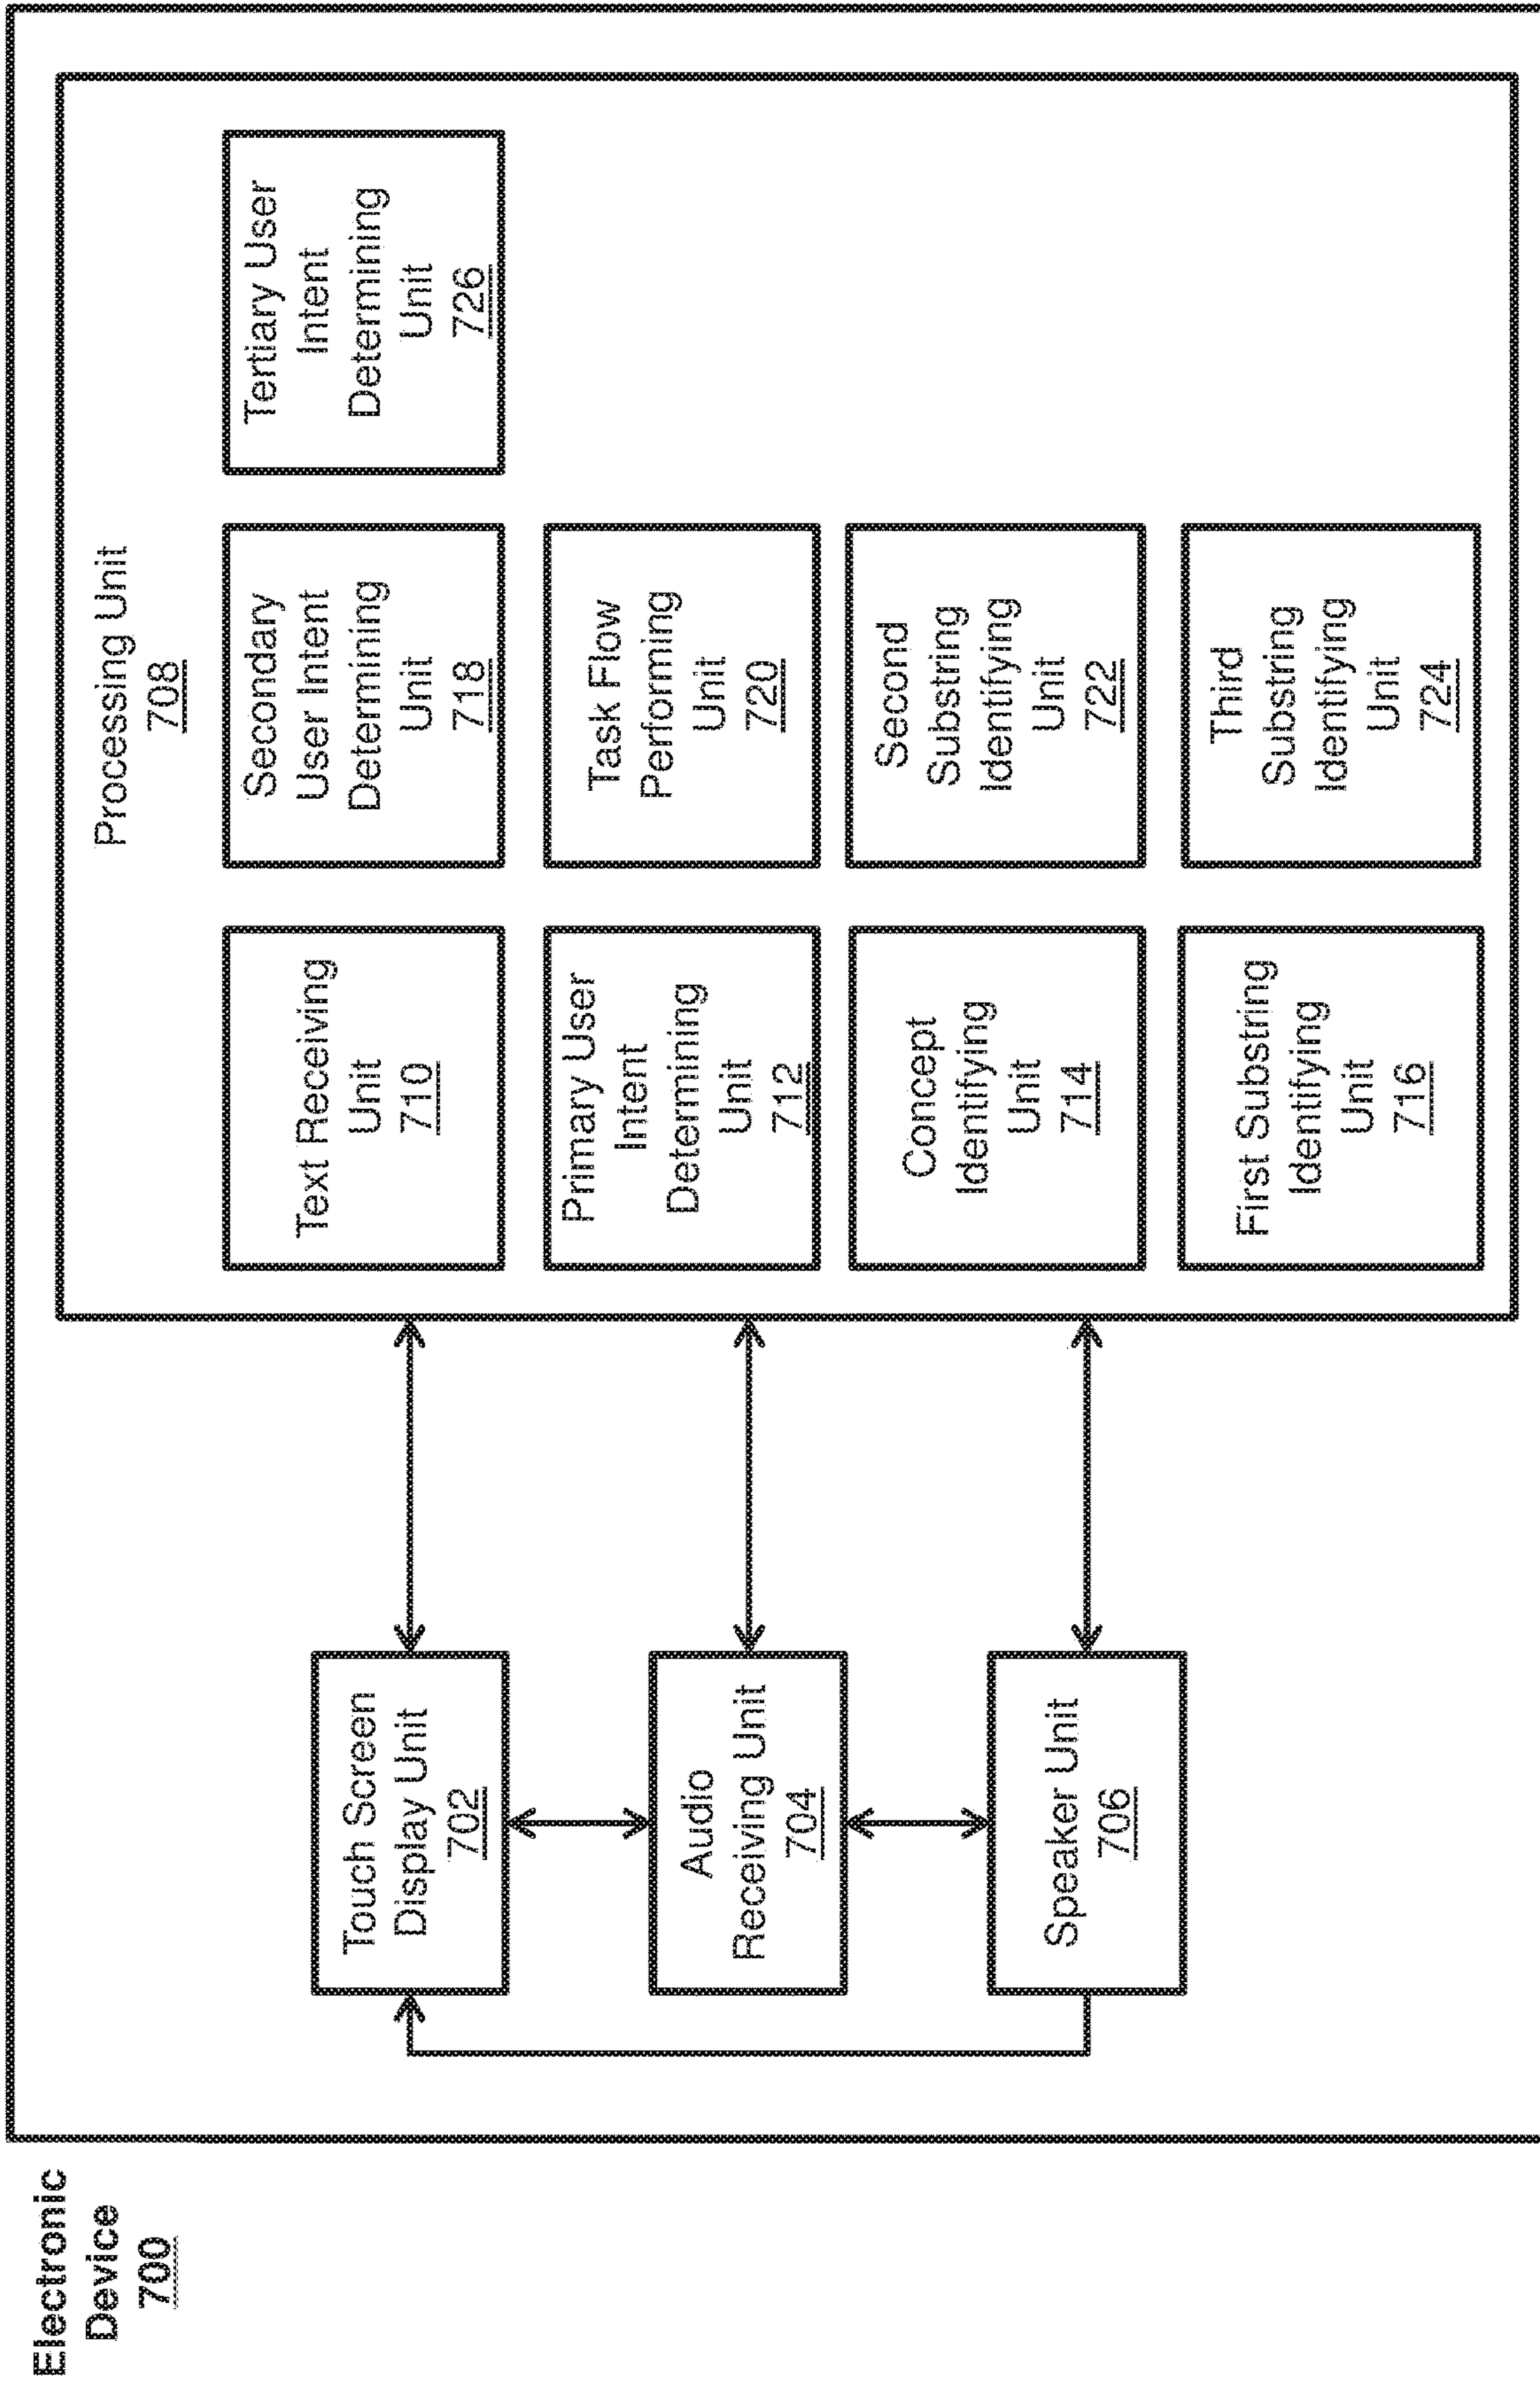 Electronic
Device
700
Touch Screen
Display Unit
702
Audio
Receiving Unit
704
Speaker Unit
706
Processing Unit
708
Text Receiving
Unit
710
Primary User
Intent
Determining
Unit
712
Concept
Identifying
Unit
714
First Substring
Identifying
Unit
716
Secondary
User Intent
Determining
Unit
718
Task Flow
Performing
Unit
720
Second
Substring
Identifying
Unit
722
Third
Substring
Identifying
Unit
724
Tertiary User
Intent
Determining
Unit
726